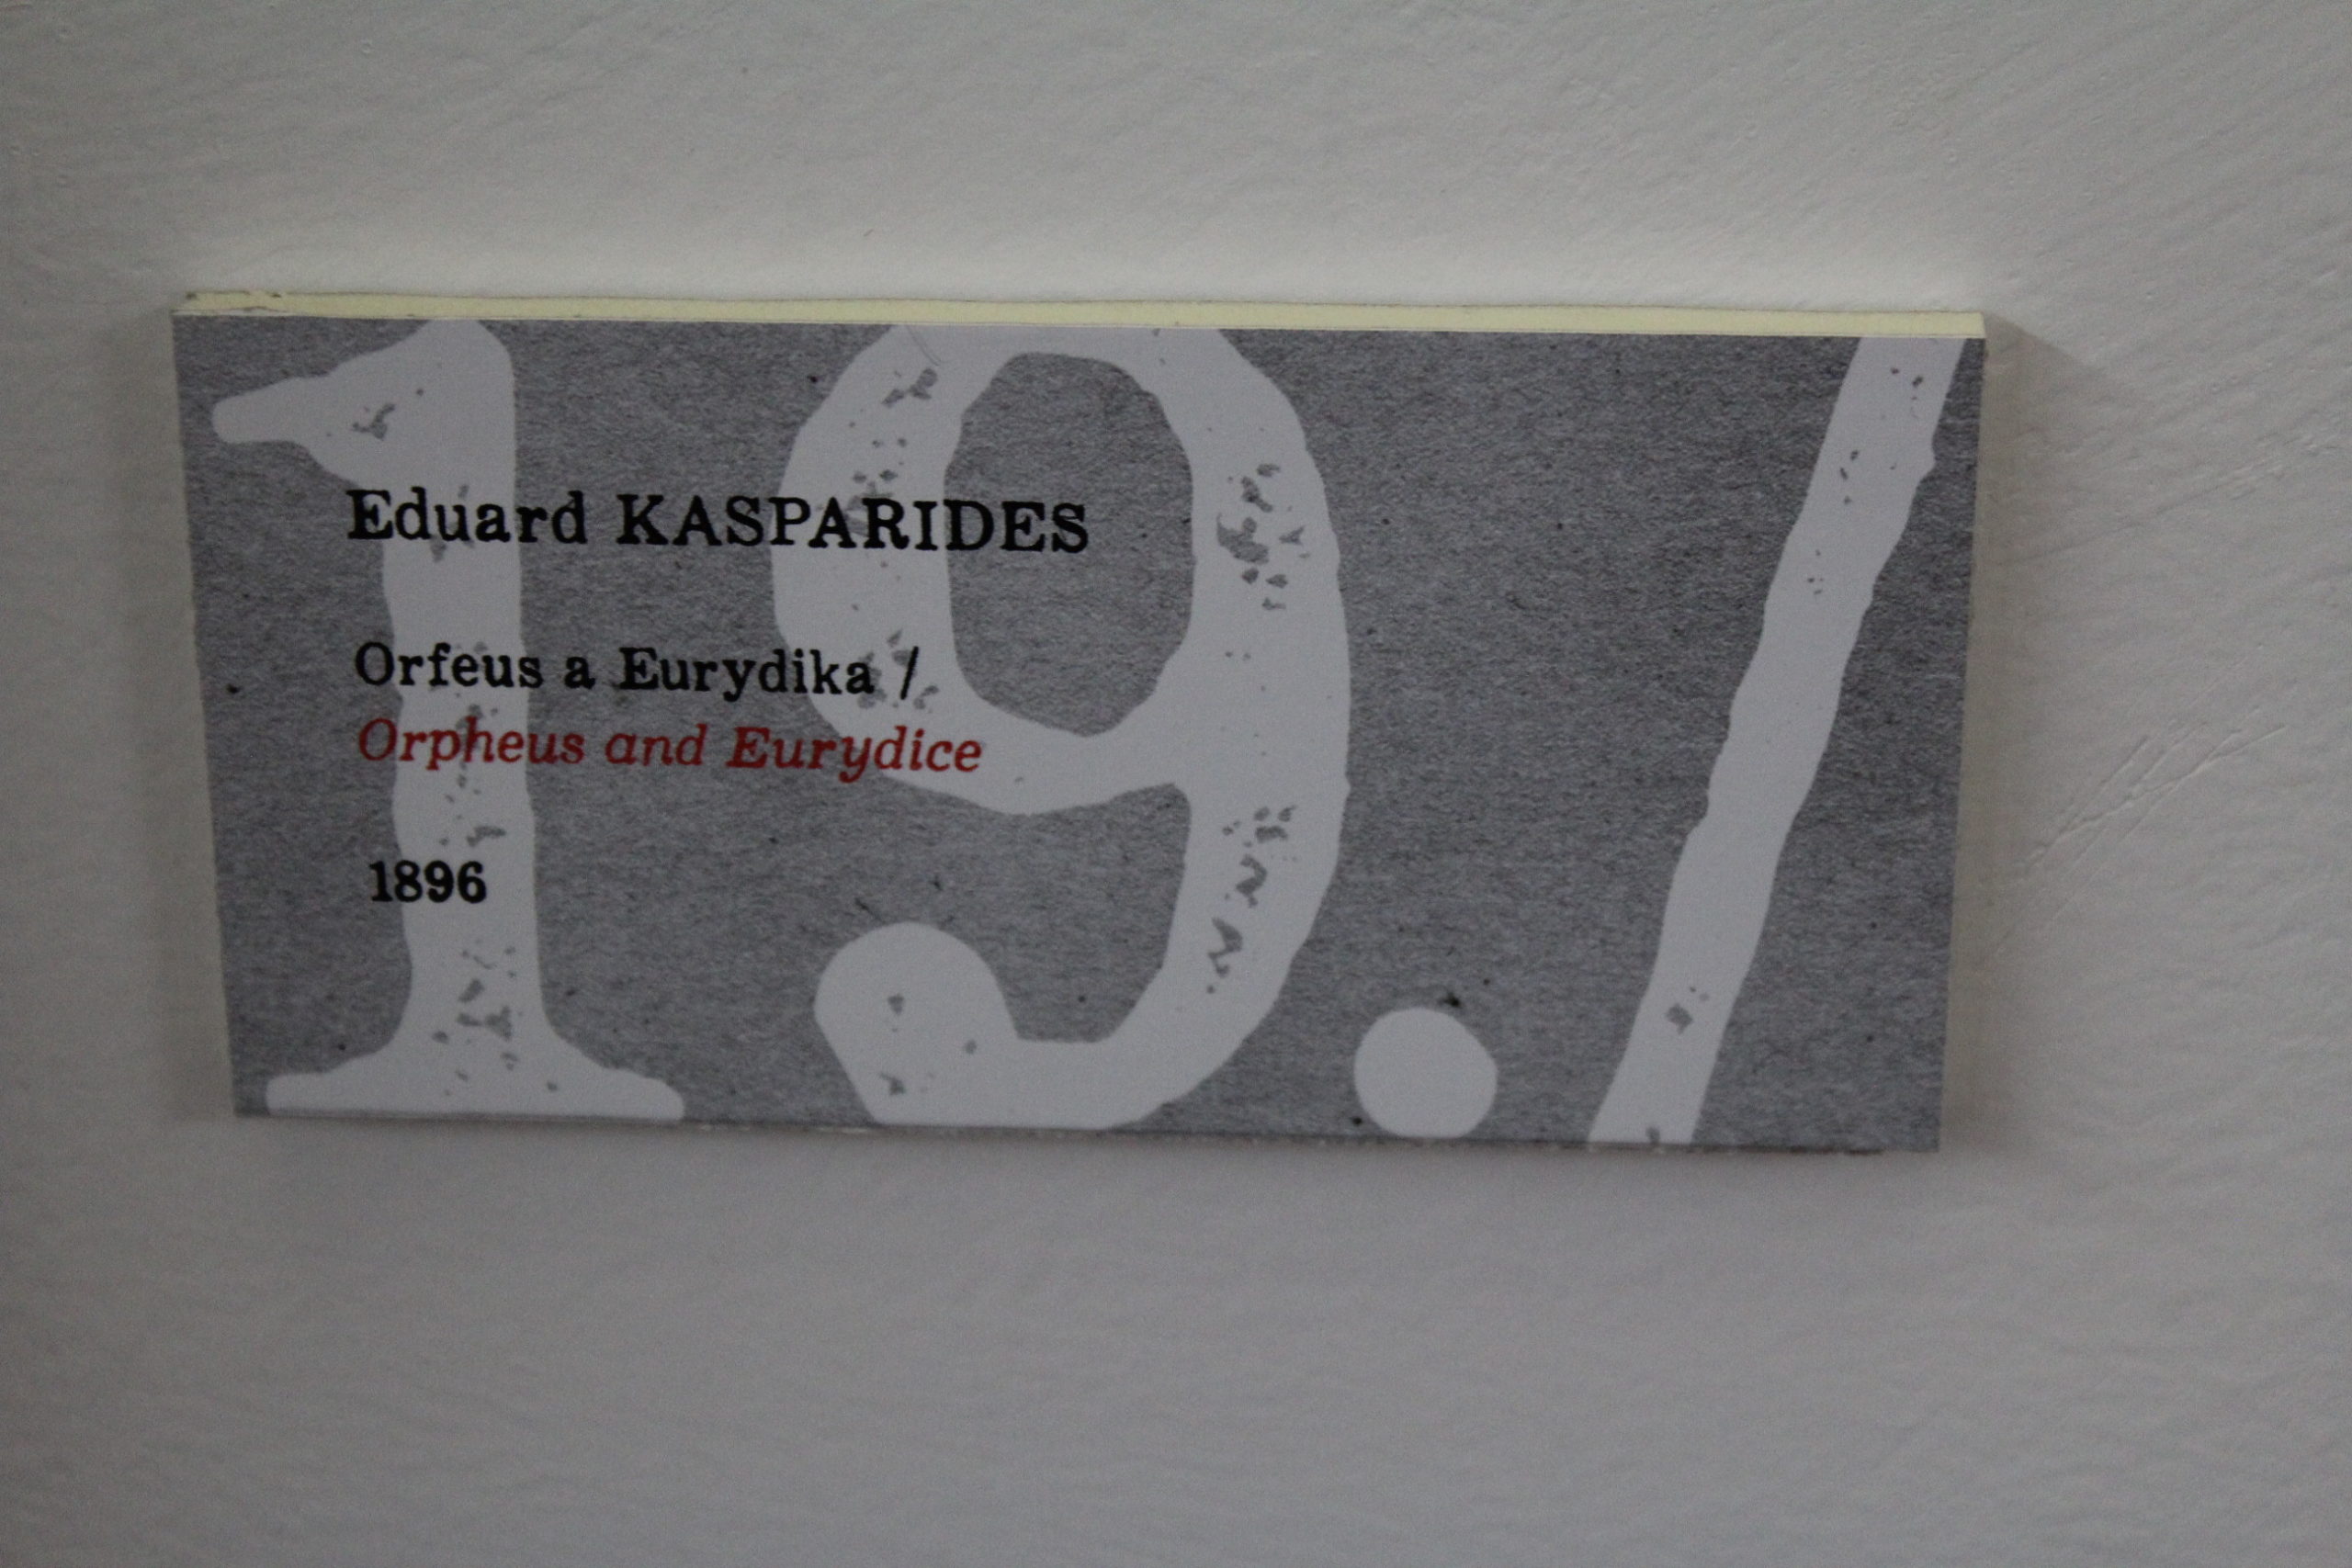 19./
Eduard KASPARIDES
Orfeus a Eurydika /
Orpheus and Eurydice
1896